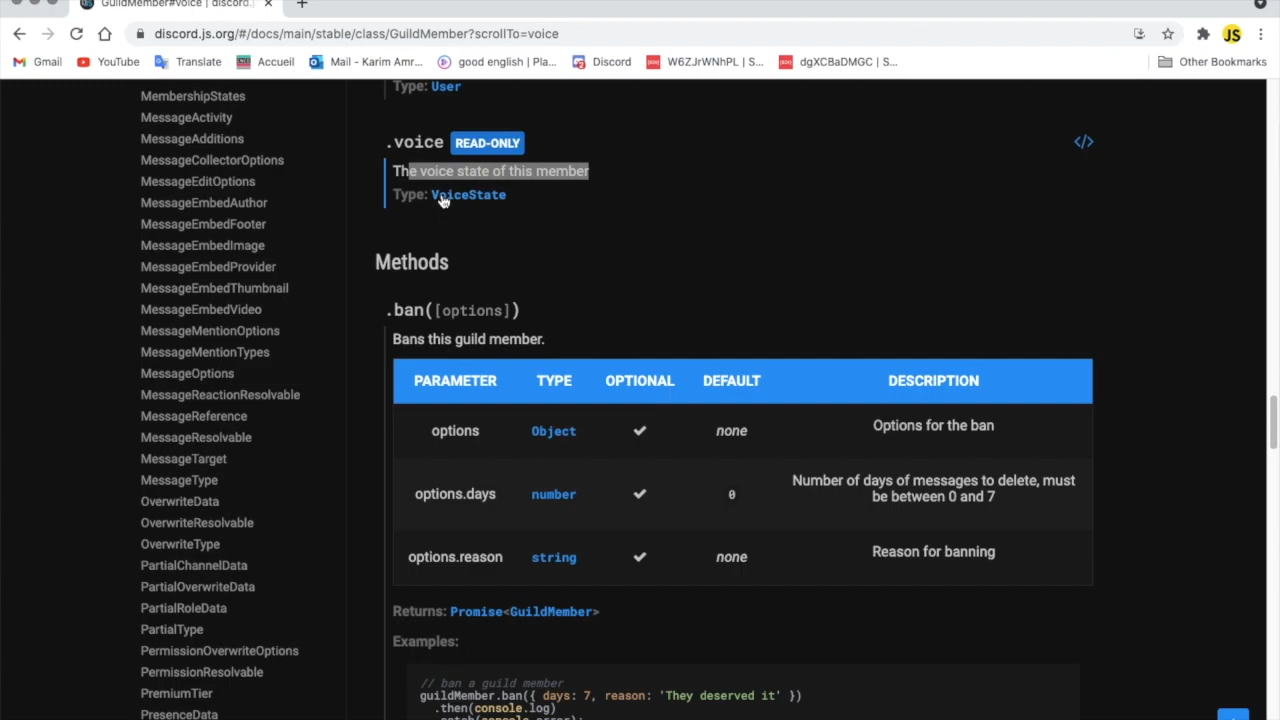 GuildMember#voice | discord.j
discord.js.org/#/docs/main/stable/class/GuildMember?scrollTo=voice
JS
Gmail YouTube Translate Accueil Mail - Karim Amr... good english | Pla... Discord W6ZJrWNhPL | S... dgXCBaDMGC | S... Other Bookmarks
MembershipStates
MessageActivity
MessageAdditions
MessageCollectorOptions
MessageEditOptions
MessageEmbedAuthor
MessageEmbedFooter
MessageEmbedImage
MessageEmbedProvider
MessageEmbedThumbnail
MessageEmbedVideo
MessageMentionOptions
MessageMentionTypes
MessageOptions
MessageReactionResolvable
MessageReference
MessageResolvable
MessageTarget
MessageType
OverwriteData
OverwriteResolvable
OverwriteType
PartialChannelData
PartialOverwriteData
PartialRoleData
PartialType
PermissionOverwriteOptions
PermissionResolvable
PremiumTier
PresenceData
Type: User
.voice READ-ONLY </>
The voice state of this member
Type: VoiceState
Methods
.ban([options])
Bans this guild member.
PARAMETER TYPE OPTIONAL DEFAULT DESCRIPTION
options Object ✔ none Options for the ban
options.days number ✔ 0 Number of days of messages to delete, must
be between 0 and 7
options.reason string ✔ none Reason for banning
Returns: Promise<GuildMember>
Examples:
// ban a guild member
guildMember.ban({ days: 7, reason: 'They deserved it' })
.then(console.log)
.catch(console.error);